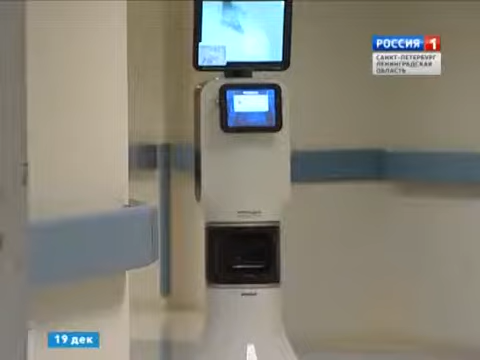 РОССИЯ 1
САНКТ-ПЕТЕРБУРГ
ЛЕНИНГРАДСКАЯ
ОБЛАСТЬ
19 дек